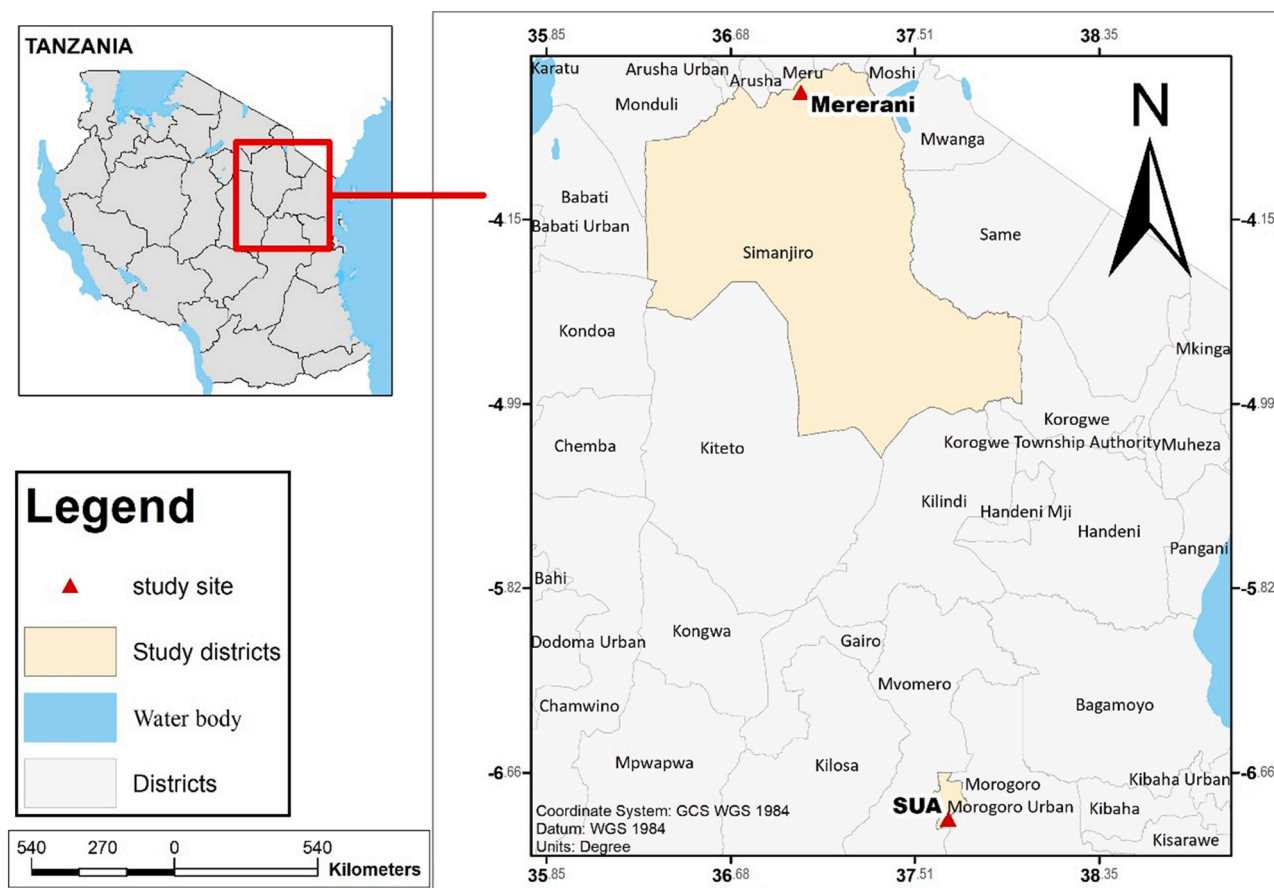 TANZANIA
Legend
study site
Study districts
Water body
Districts
540 270 0 540
Kilometers
35.85 36.68 37.51 38.35
Karatu
Arusha Urban
Arusha
Meru
Moshi
Monduli
Mererani
Mwanga
N
Babati
Babati Urban
-4.15
-4.15
Simanjiro
Same
Kondoa
Mkinga
-4.99
-4.99
Korogwe
Korogwe Township Authority
Muheza
Chemba
Kiteto
Kilindi
Handeni Mji
Handeni
Pangani
Bahi
-5.82
-5.82
Dodoma Urban
Kongwa
Gairo
Mvomero
Chamwino
Bagamoyo
Mpwapwa
Kilosa
-6.66
-6.66
Morogoro
Kibaha Urban
SUA
Morogoro Urban
Kibaha
Kisarawe
Coordinate System: GCS WGS 1984
Datum: WGS 1984
Units: Degree
35.85 36.68 37.51 38.35